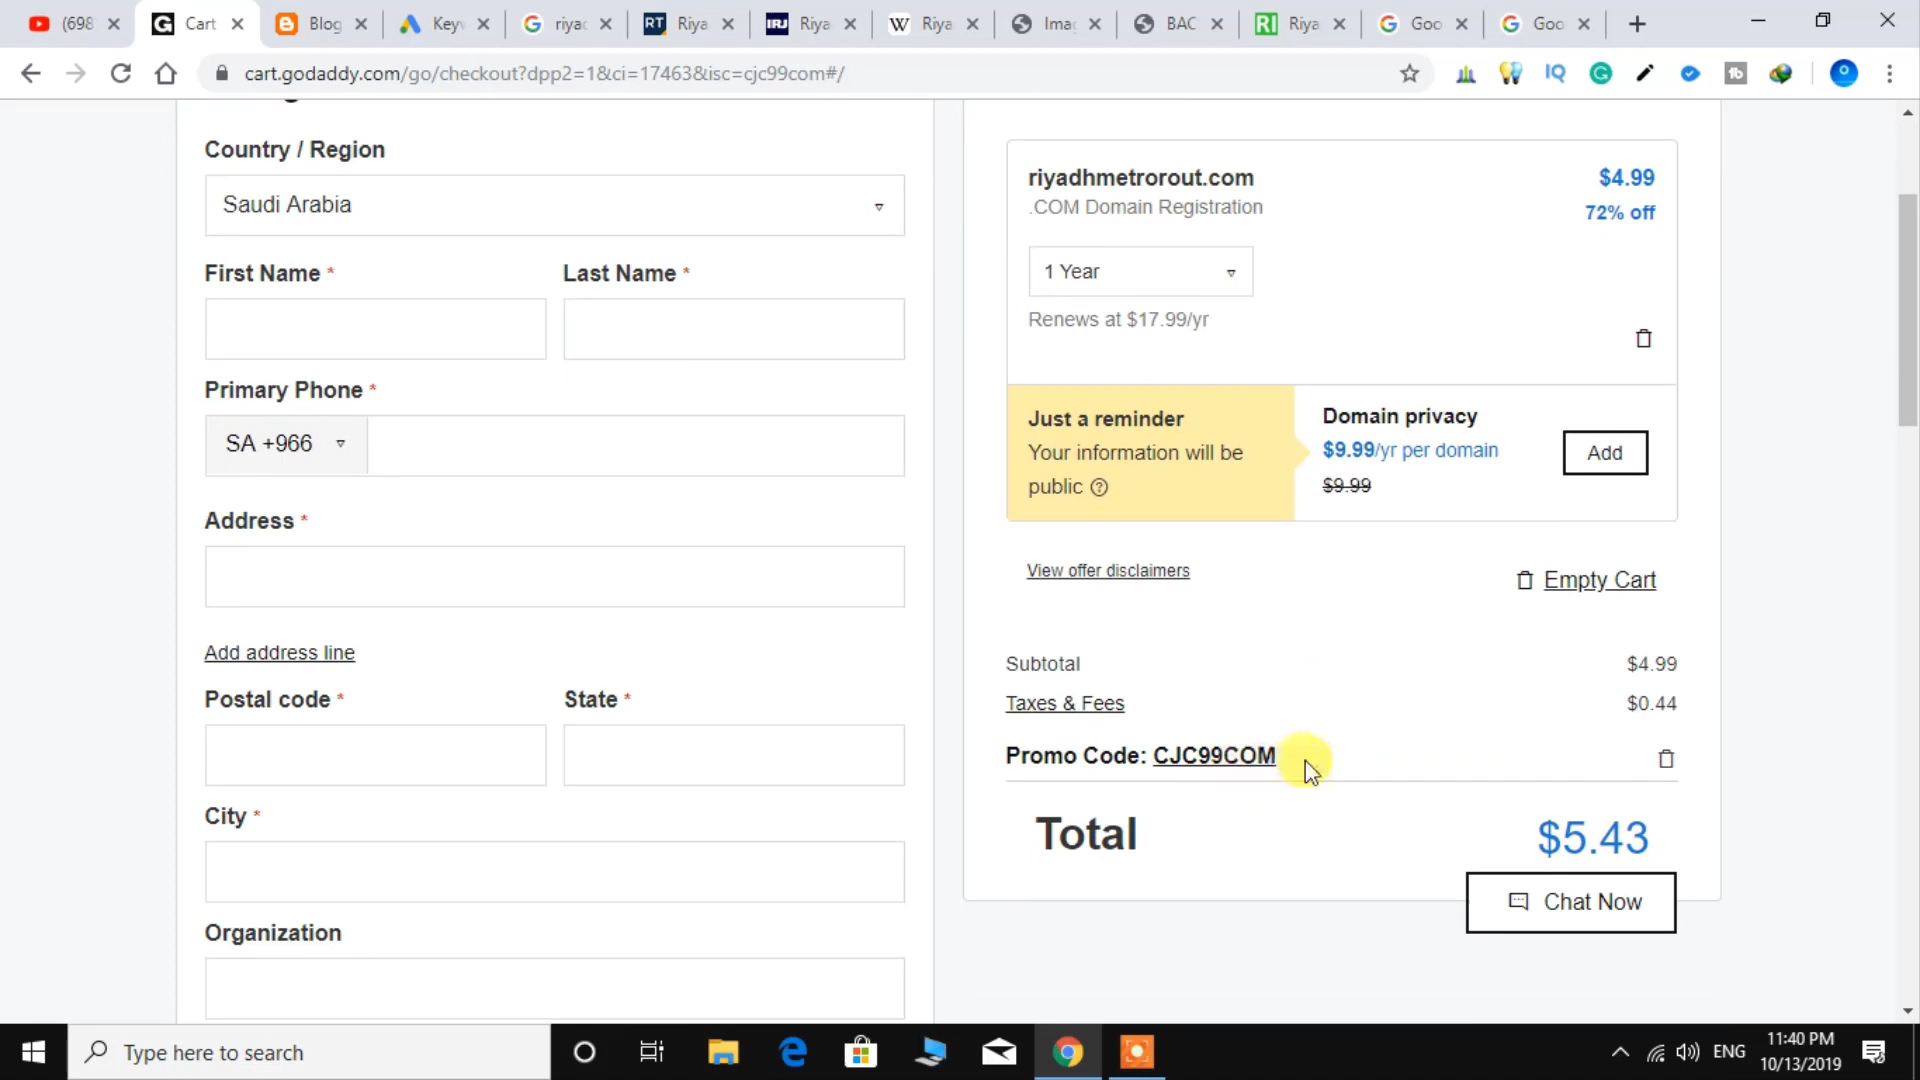 (698
Cart
Blog
Keyw
riyac
Riya
Riya
Riya
Ima
BAC
Riya
Goo
Goo
cart.godaddy.com/go/checkout?dpp2=1&ci=17463&isc=cjc99com#/
Country / Region
Saudi Arabia
First Name *
Last Name *
Primary Phone *
SA +966
Address *
Add address line
Postal code *
State *
City *
Organization
riyadhmetrorout.com
$4.99
.COM Domain Registration
72% off
1 Year
Renews at $17.99/yr
Just a reminder
Your information will be
public
Domain privacy
$9.99/yr per domain
$9.99
Add
View offer disclaimers
Empty Cart
Subtotal
$4.99
Taxes & Fees
$0.44
Promo Code: CJC99COM
Total
$5.43
Chat Now
Type here to search
ENG
11:40 PM
10/13/2019